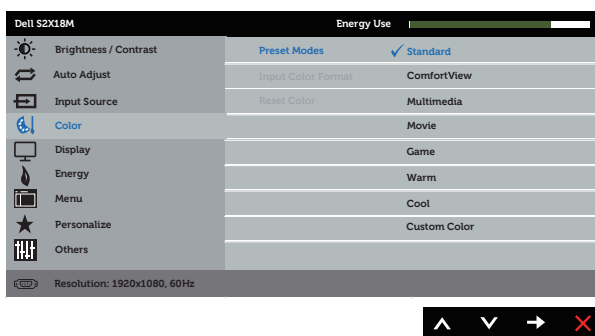 Dell S2X18M Energy Use
Brightness / Contrast Preset Modes Standard
Auto Adjust Input Color Format ComfortView
Input Source Reset Color Multimedia
Color Movie
Display Game
Energy Warm
Menu Cool
Personalize Custom Color
Others
Resolution: 1920x1080, 60Hz